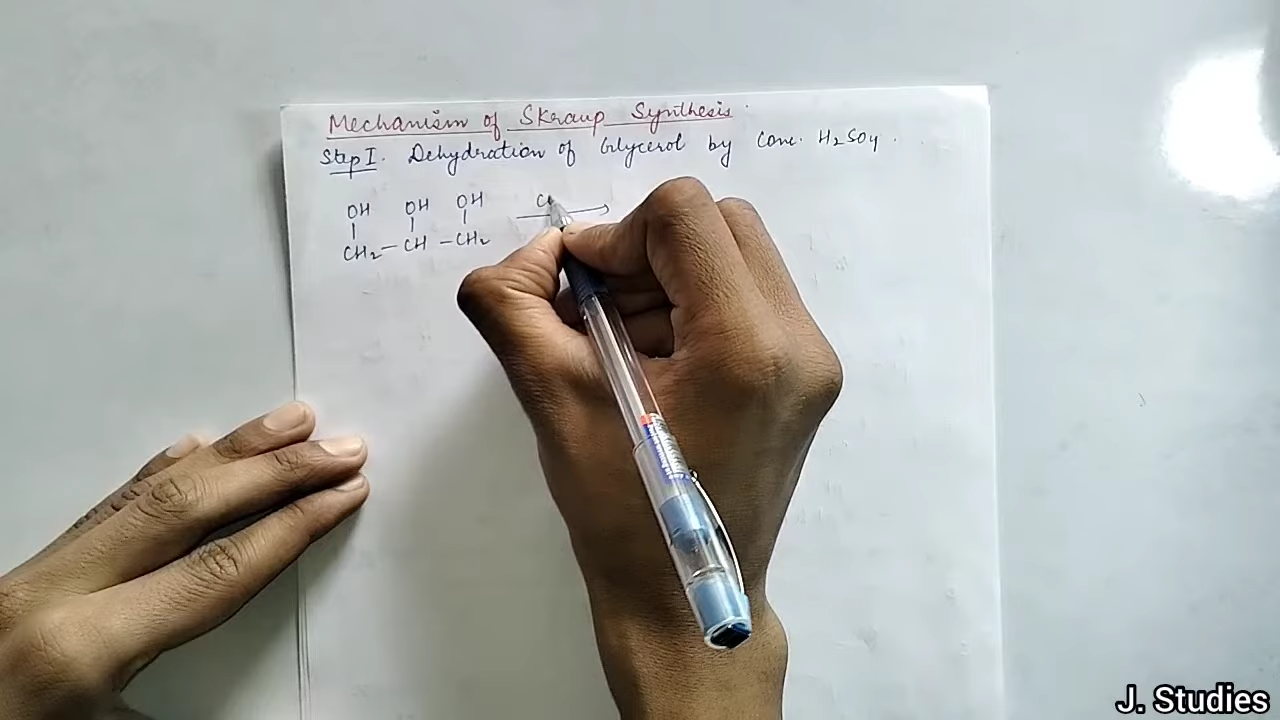 Mechanism of Skraup Synthesis
Step I. Dehydration of Glycerol by Conc. H2SO4.
OH OH OH
CH2 - CH - CH2
J. Studies